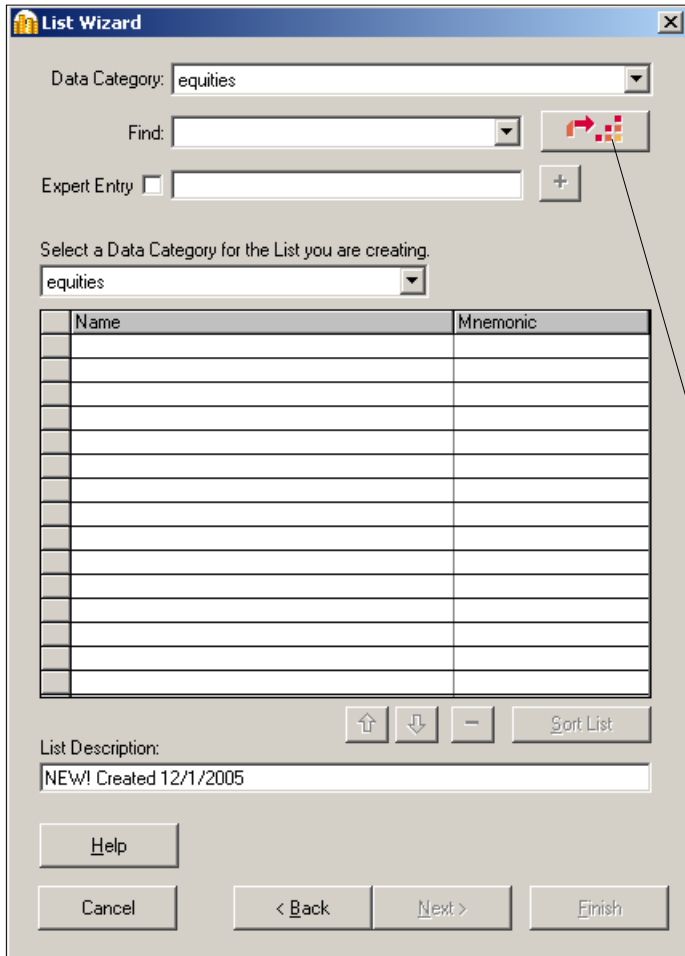 List Wizard
Data Category: equities
Find:
Expert Entry
+
Select a Data Category for the List you are creating.
equities
Name Mnemonic
− Sort List
List Description:
NEW! Created 12/1/2005
Help
Cancel < Back Next > Finish